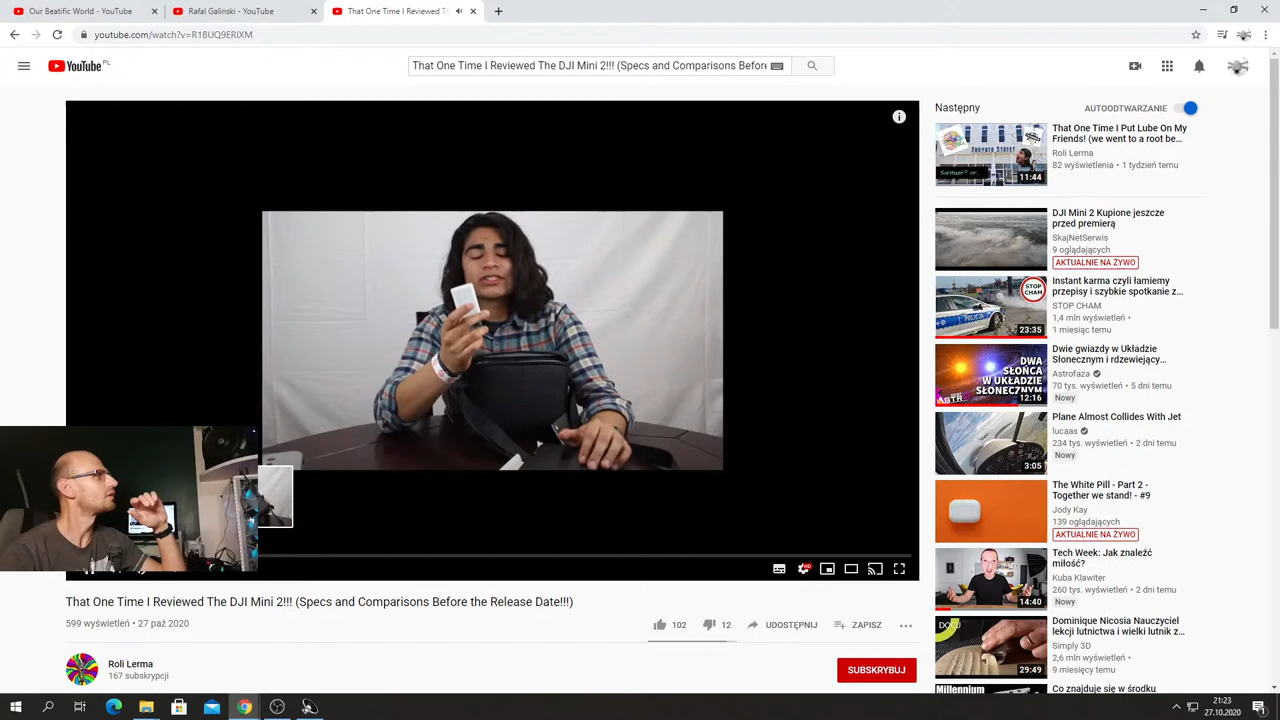 Our Beatific World - YouTube
Rafał Galinski - YouTube
That One Time I Reviewed T
youtube.com/watch?v=R1BUQ9ERIXM
YouTube PL
That One Time I Reviewed The DJI Mini 2!!! (Specs and Comparisons Before
Następny
AUTOODTWARZANIE
That One Time I Put Lube On My
Friends! (we went to a root be...
Roli Lerma
82 wyświetlenia • 1 tydzień temu
Sanitaizer? or...
11:44
DJI Mini 2 Kupione jeszcze
przed premierą
SkajNetSerwis
9 oglądających
AKTUALNIE NA ŻYWO
Instant karma czyli łamiemy
przepisy i szybkie spotkanie z...
STOP CHAM
1,4 mln wyświetleń •
1 miesiąc temu
STOP
CHAM
POLICJA
23:35
Dwie gwiazdy w Układzie
Słonecznym i rdzewiejący...
Astrofaza
70 tys. wyświetleń • 5 dni temu
Nowy
DWA
SŁOŃCA
W UKŁADZIE
SŁONECZNYM
12:16
Plane Almost Collides With Jet
lucaas
234 tys. wyświetleń • 2 dni temu
Nowy
3:05
The White Pill - Part 2 -
Together we stand! - #9
Jody Kay
139 oglądających
AKTUALNIE NA ŻYWO
Tech Week: Jak znaleźć
miłość?
Kuba Klawiter
260 tys. wyświetleń • 2 dni temu
Nowy
14:40
Dominique Nicosia Nauczyciel
lekcji lutnictwa i wielki lutnik z...
Simply 3D
2,6 mln wyświetleń •
9 miesięcy temu
29:49
Co znajduje się w środku
Millennium
HD
That One Time I Reviewed The DJI Mini 2!!! (Specs and Comparisons Before the Release Date!!!)
599 wyświetleń • 27 paź 2020
102
12
UDOSTĘPNIJ
ZAPISZ
Roli Lerma
167 subskrypcji
SUBSKRYBUJ
21:23
27.10.2020